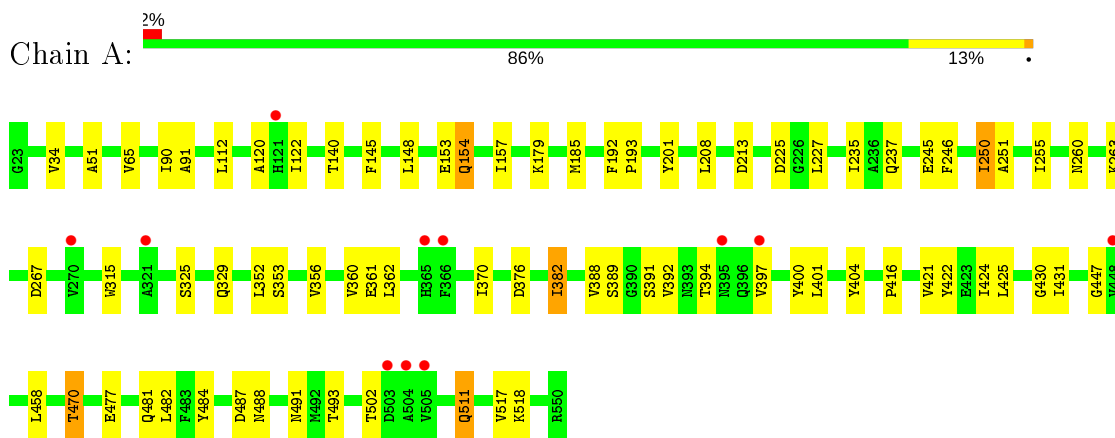 2%
Chain A:
86% 13% •
G23 V34 A51 V65 I90 A91 L112 A120 H121 I122 T140 F145 L148 E153 Q154 I157 K179 M185 F192 P193 Y201 L208 D213 D225 G226 L227 I235 A236 Q237 E245 F246 I250 A251 I255 N260 K263
D267 V270 W315 A321 S325 Q329 L352 S353 V356 V360 E361 L362 H365 F366 I370 D376 I382 V388 S389 G390 S391 V392 N393 T394 N395 Q396 V397 Y400 L401 Y404 P416 V421 Y422 E423 I424 L425 G430 I431 G447 V448
L458 T470 E477 Q481 L482 F483 Y484 D487 N488 N491 M492 T493 T502 D503 A504 V505 Q511 V517 K518 R550